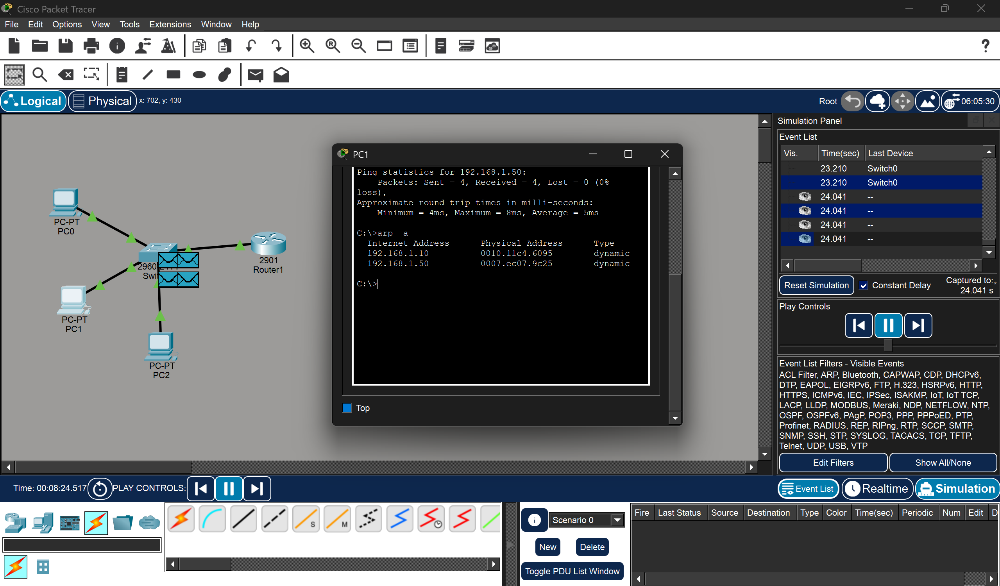 Cisco Packet Tracer
File Edit Options View Tools Extensions Window Help
Logical Physical x: 702, y: 430 Root 06:05:30
PC-PT
PC0
2901
Router1
PC-PT
PC1
PC-PT
PC2
PC1
Ping statistics for 192.168.1.50:
Packets: Sent = 4, Received = 4, Lost = 0 (0%
loss),
Approximate round trip times in milli-seconds:
Minimum = 4ms, Maximum = 8ms, Average = 5ms
C:\>arp -a
Internet Address Physical Address Type
192.168.1.10 0010.11c4.6095 dynamic
192.168.1.50 0007.ec07.9c25 dynamic
C:\>
Top
Simulation Panel
Event List
Vis. Time(sec) Last Device
23.210 Switch0
23.210 Switch0
24.041 --
24.041 --
24.041 --
24.041 --
Reset Simulation Constant Delay Captured to:*
24.041 s
Play Controls
Event List Filters - Visible Events
ACL Filter, ARP, Bluetooth, CAPWAP, CDP, DHCPv6,
DTP, EAPOL, EIGRPv6, FTP, H.323, HSRPv6, HTTP,
HTTPS, ICMPv6, IEC, IPSec, ISAKMP, IoT, IoT TCP,
LACP, LLDP, MODBUS, Meraki, NDP, NETFLOW, NTP,
OSPF, OSPFv6, PAgP, POP3, PPP, PPPoED, PTP,
Profinet, RADIUS, REP, RIPng, RTP, SCCP, SMTP,
SNMP, SSH, STP, SYSLOG, TACACS, TCP, TFTP,
Telnet, UDP, USB, VTP
Edit Filters Show All/None
Time: 00:08:24.517 PLAY CONTROLS: Event List Realtime Simulation
S M
Scenario 0
New Delete
Toggle PDU List Window
Fire Last Status Source Destination Type Color Time(sec) Periodic Num Edit D